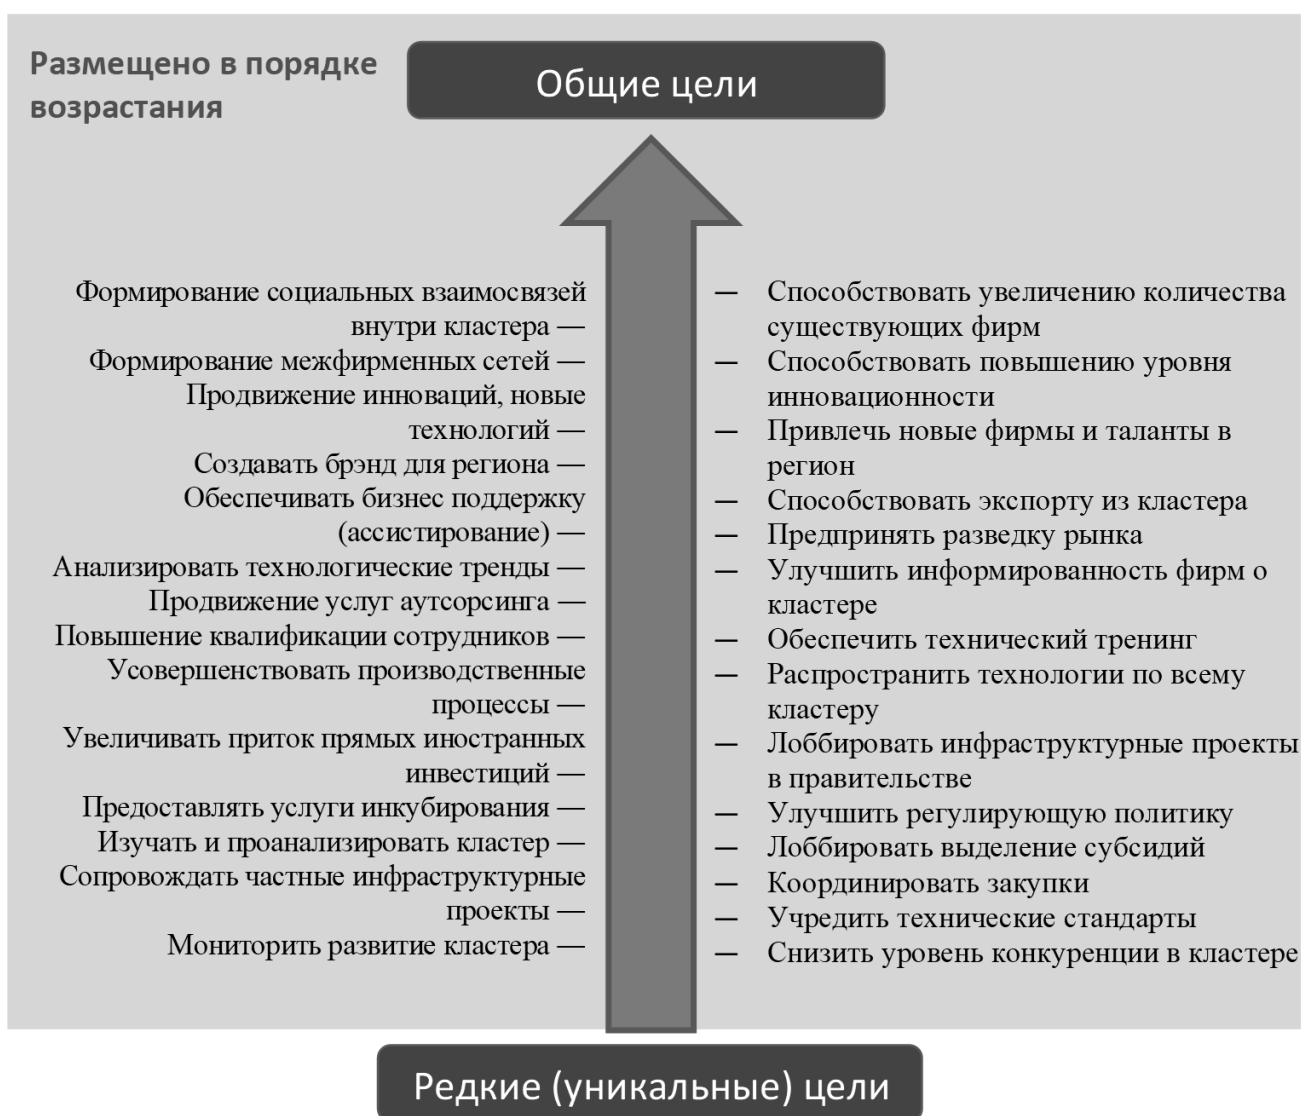 Размещено в порядке
возрастания
Общие цели
Формирование социальных взаимосвязей
внутри кластера —
Формирование межфирменных сетей —
Продвижение инноваций, новые
технологий —
Создавать брэнд для региона —
Обеспечивать бизнес поддержку
(ассистирование) —
Анализировать технологические тренды —
Продвижение услуг аутсорсинга —
Повышение квалификации сотрудников —
Усовершенствовать производственные
процессы —
Увеличивать приток прямых иностранных
инвестиций —
Предоставлять услуги инкубирования —
Изучать и проанализировать кластер —
Сопровождать частные инфраструктурные
проекты —
Мониторить развитие кластера —
— Способствовать увеличению количества
существующих фирм
— Способствовать повышению уровня
инновационности
— Привлечь новые фирмы и таланты в
регион
— Способствовать экспорту из кластера
— Предпринять разведку рынка
— Улучшить информированность фирм о
кластере
— Обеспечить технический тренинг
— Распространить технологии по всему
кластеру
— Лоббировать инфраструктурные проекты
в правительстве
— Улучшить регулирующую политику
— Лоббировать выделение субсидий
— Координировать закупки
— Учредить технические стандарты
— Снизить уровень конкуренции в кластере
Редкие (уникальные) цели